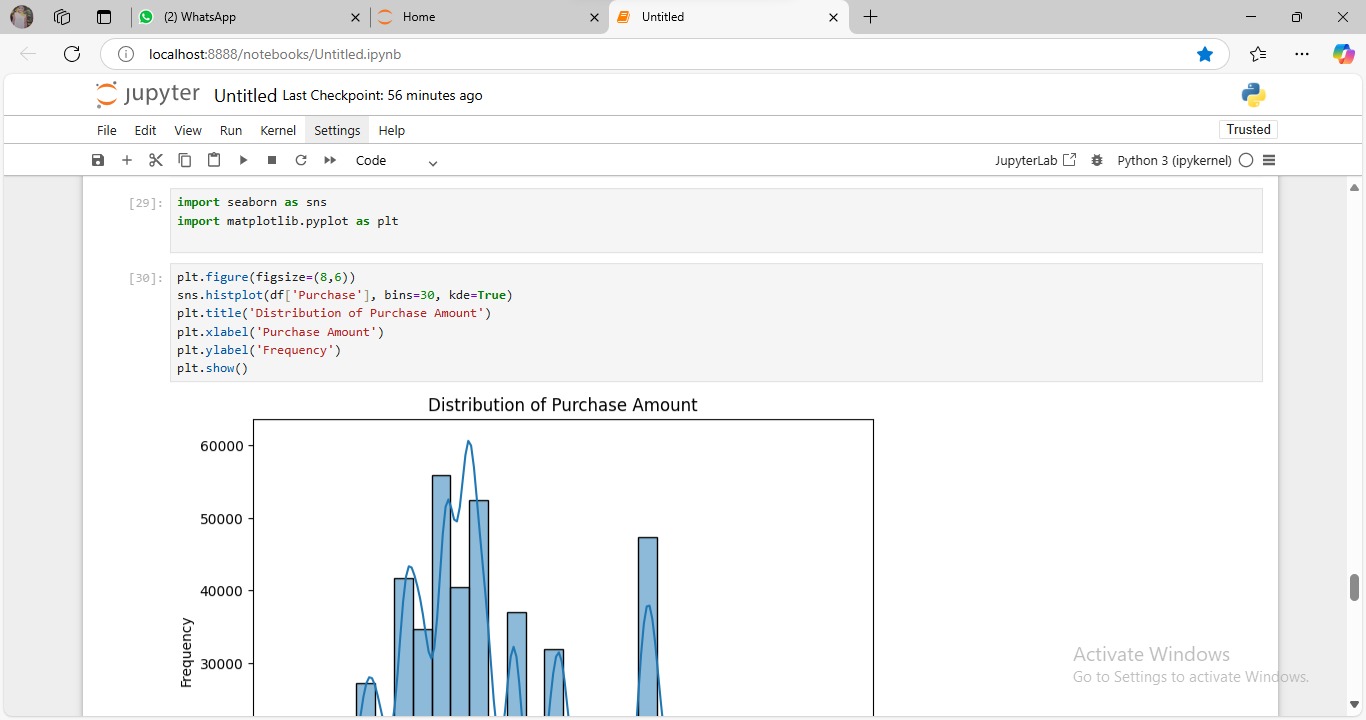 (2) WhatsApp
Home
Untitled
localhost:8888/notebooks/Untitled.ipynb
jupyter Untitled Last Checkpoint: 56 minutes ago
File Edit View Run Kernel Settings Help
Trusted
Code
JupyterLab
Python 3 (ipykernel)
[29]:
import seaborn as sns
import matplotlib.pyplot as plt
[30]:
plt.figure(figsize=(8,6))
sns.histplot(df['Purchase'], bins=30, kde=True)
plt.title('Distribution of Purchase Amount')
plt.xlabel('Purchase Amount')
plt.ylabel('Frequency')
plt.show()
Distribution of Purchase Amount
60000
50000
40000
30000
Frequency
Activate Windows
Go to Settings to activate Windows.